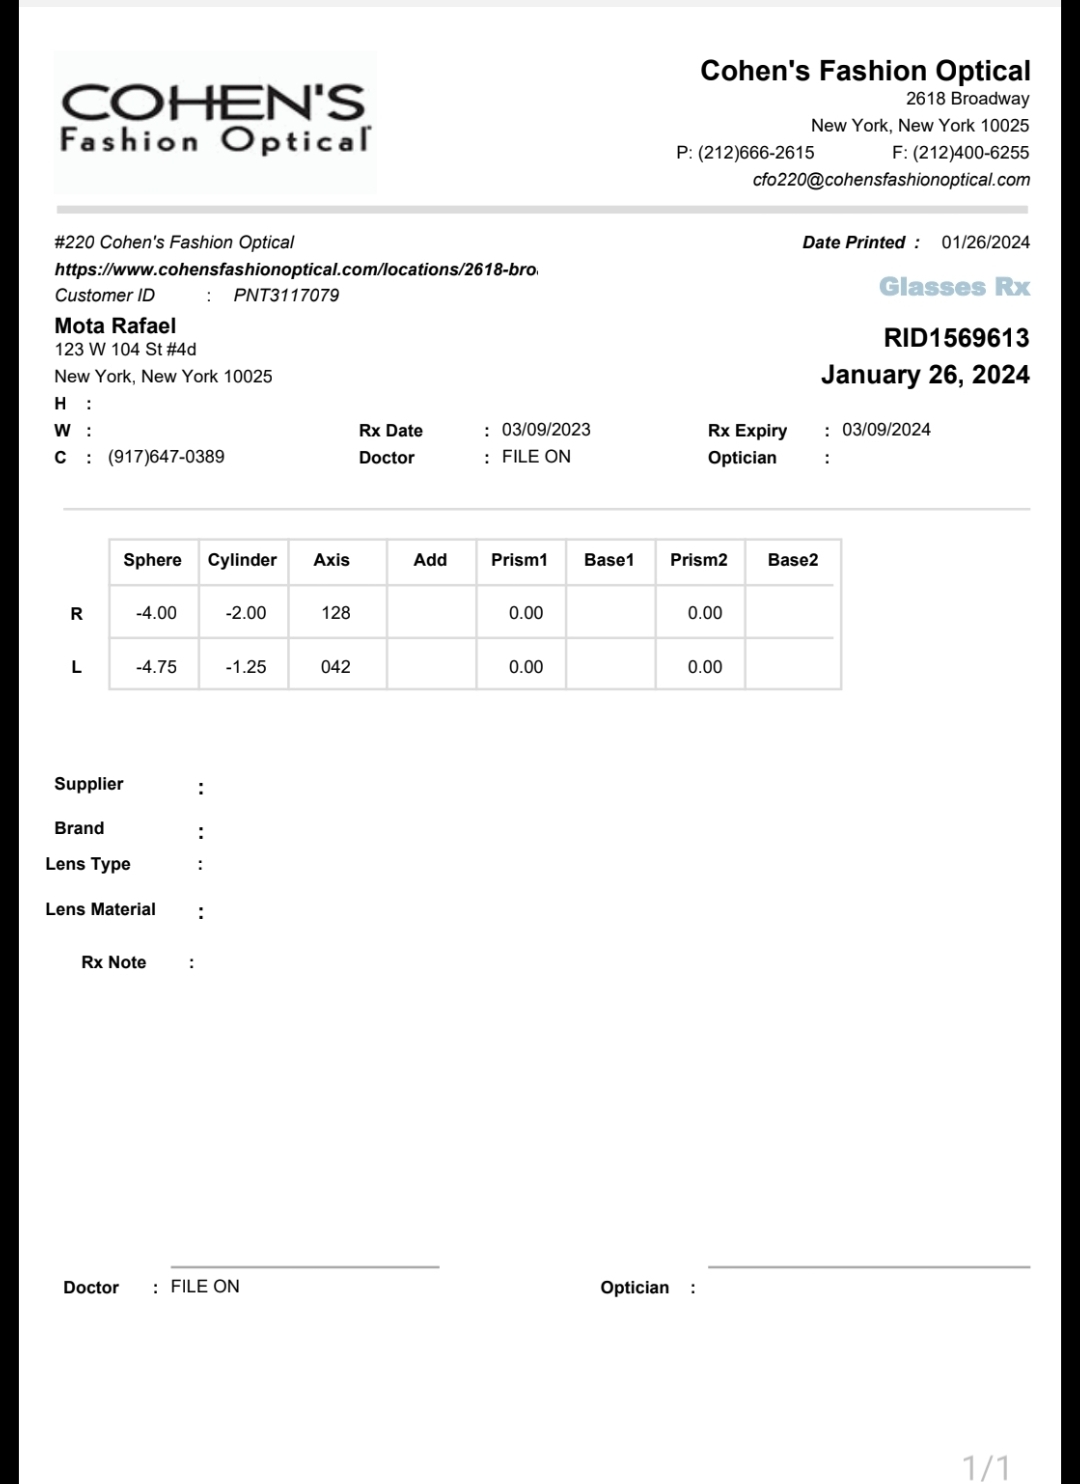 COHEN'S
Fashion Optical
Cohen's Fashion Optical
2618 Broadway
New York, New York 10025
P: (212)666-2615 F: (212)400-6255
cfo220@cohensfashionoptical.com
#220 Cohen's Fashion Optical
Date Printed : 01/26/2024
https://www.cohensfashionoptical.com/locations/2618-bro
Glasses Rx
Customer ID : PNT3117079
Mota Rafael
RID1569613
123 W 104 St #4d
New York, New York 10025
January 26, 2024
H :
W : Rx Date : 03/09/2023 Rx Expiry : 03/09/2024
C : (917)647-0389 Doctor : FILE ON Optician :
Sphere Cylinder Axis Add Prism1 Base1 Prism2 Base2
R -4.00 -2.00 128 0.00 0.00
L -4.75 -1.25 042 0.00 0.00
Supplier :
Brand :
Lens Type :
Lens Material :
Rx Note :
Doctor : FILE ON Optician :
1/1